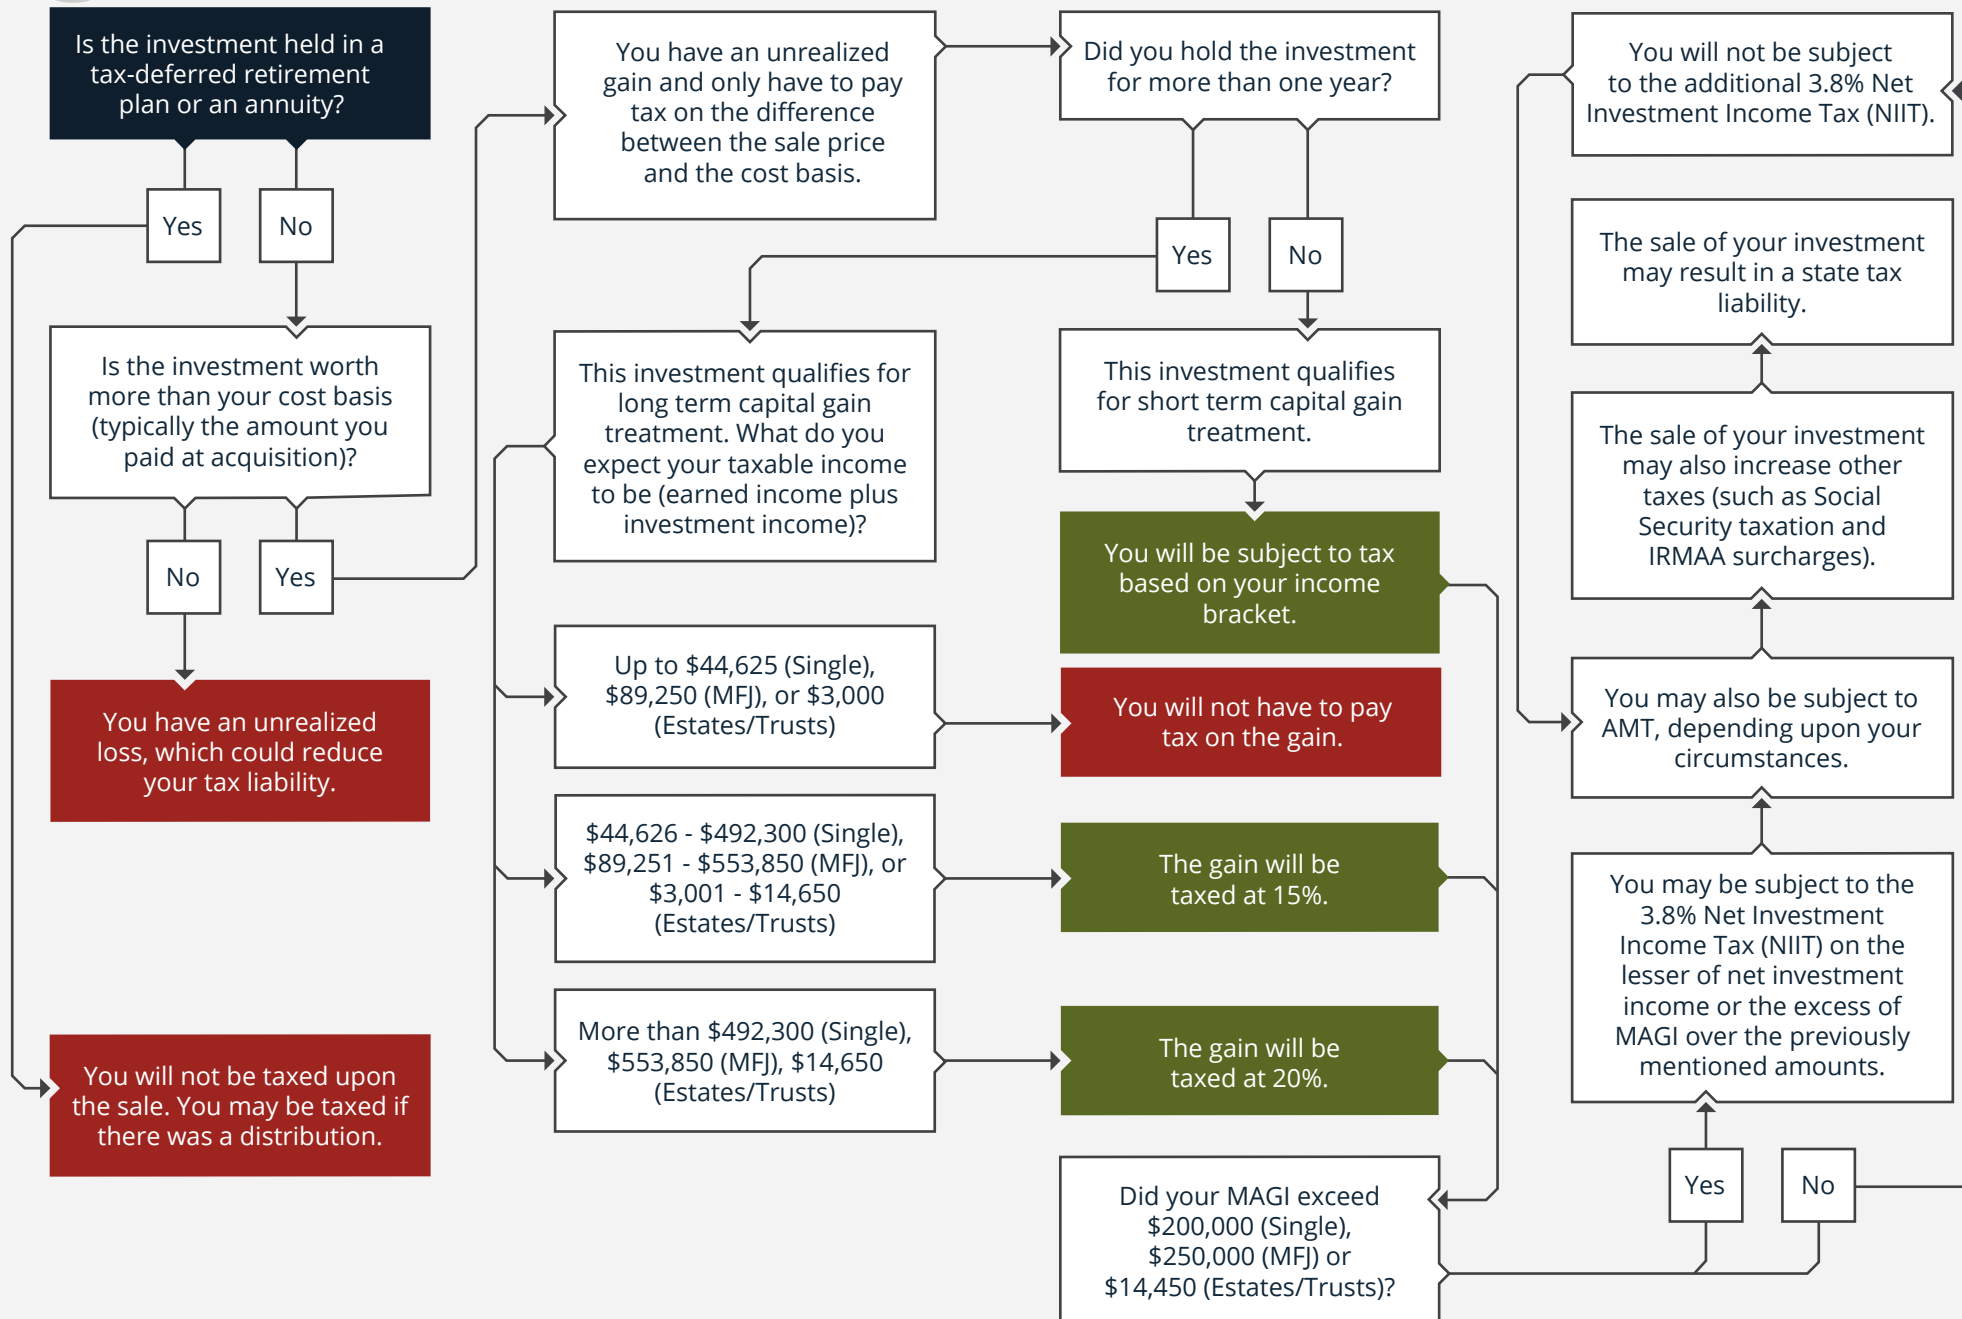 Is the investment held in a
tax-deferred retirement
plan or an annuity?
Yes
No
Is the investment worth
more than your cost basis
(typically the amount you
paid at acquisition)?
No
Yes
You have an unrealized
loss, which could reduce
your tax liability.
You will not be taxed upon
the sale. You may be taxed if
there was a distribution.
You have an unrealized
gain and only have to pay
tax on the difference
between the sale price
and the cost basis.
Did you hold the investment
for more than one year?
Yes
No
This investment qualifies for
long term capital gain
treatment. What do you
expect your taxable income
to be (earned income plus
investment income)?
This investment qualifies
for short term capital gain
treatment.
You will be subject to tax
based on your income
bracket.
Up to $44,625 (Single),
$89,250 (MFJ), or $3,000
(Estates/Trusts)
You will not have to pay
tax on the gain.
$44,626 - $492,300 (Single),
$89,251 - $553,850 (MFJ), or
$3,001 - $14,650
(Estates/Trusts)
The gain will be
taxed at 15%.
More than $492,300 (Single),
$553,850 (MFJ), $14,650
(Estates/Trusts)
The gain will be
taxed at 20%.
Did your MAGI exceed
$200,000 (Single),
$250,000 (MFJ) or
$14,450 (Estates/Trusts)?
Yes
No
You will not be subject
to the additional 3.8% Net
Investment Income Tax (NIIT).
The sale of your investment
may result in a state tax
liability.
The sale of your investment
may also increase other
taxes (such as Social
Security taxation and
IRMAA surcharges).
You may also be subject to
AMT, depending upon your
circumstances.
You may be subject to the
3.8% Net Investment
Income Tax (NIIT) on the
lesser of net investment
income or the excess of
MAGI over the previously
mentioned amounts.